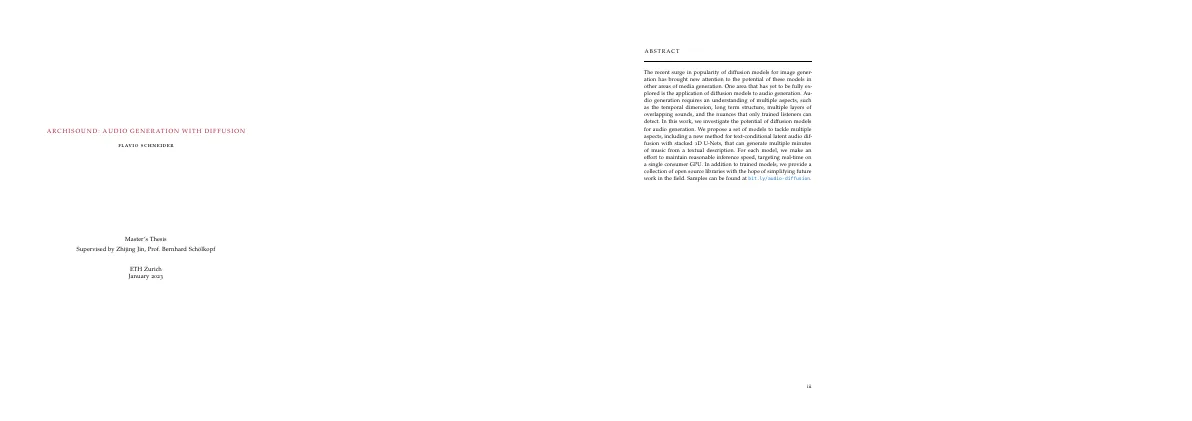 ARCHISOUND: AUDIO GENERATION WITH DIFFUSION
FLAVIO SCHNEIDER
Master's Thesis
Supervised by Zhijing Jin, Prof. Bernhard Schölkopf
ETH Zurich
January 2023
ABSTRACT
The recent surge in popularity of diffusion models for image gener-
ation has brought new attention to the potential of these models in
other areas of media generation. One area that has yet to be fully ex-
plored is the application of diffusion models to audio generation. Au-
dio generation requires an understanding of multiple aspects, such
as the temporal dimension, long term structure, multiple layers of
overlapping sounds, and the nuances that only trained listeners can
detect. In this work, we investigate the potential of diffusion models
for audio generation. We propose a set of models to tackle multiple
aspects, including a new method for text-conditional latent audio dif-
fusion with stacked 1D U-Nets, that can generate multiple minutes
of music from a textual description. For each model, we make an
effort to maintain reasonable inference speed, targeting real-time on
a single consumer GPU. In addition to trained models, we provide a
collection of open source libraries with the hope of simplifying future
work in the field. Samples can be found at bit.ly/audio-diffusion.
iii